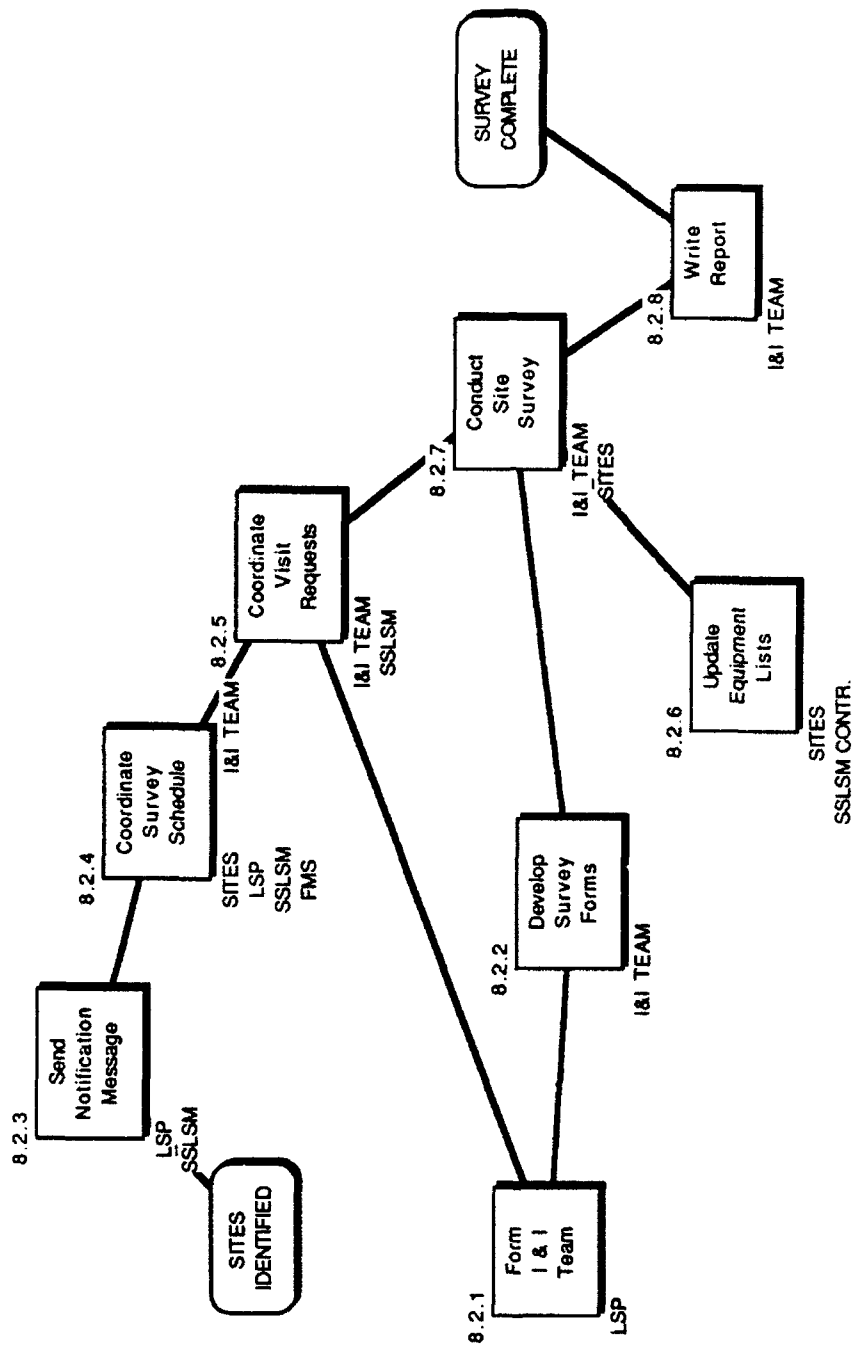 8.2.3
Send
Notification
Message
LSP
SSLSM
SITES
IDENTIFIED
8.2.4
Coordinate
Survey
Schedule
I&I TEAM
SITES
LSP
SSLSM
FMS
8.2.5
Coordinate
Visit
Requests
I&I TEAM
SSLSM
8.2.1
Form
I & I
Team
LSP
8.2.2
Develop
Survey
Forms
I&I TEAM
8.2.7
Conduct
Site
Survey
I&I TEAM
SITES
8.2.6
Update
Equipment
Lists
SITES
SSLSM CONTR.
8.2.8
Write
Report
I&I TEAM
SURVEY
COMPLETE